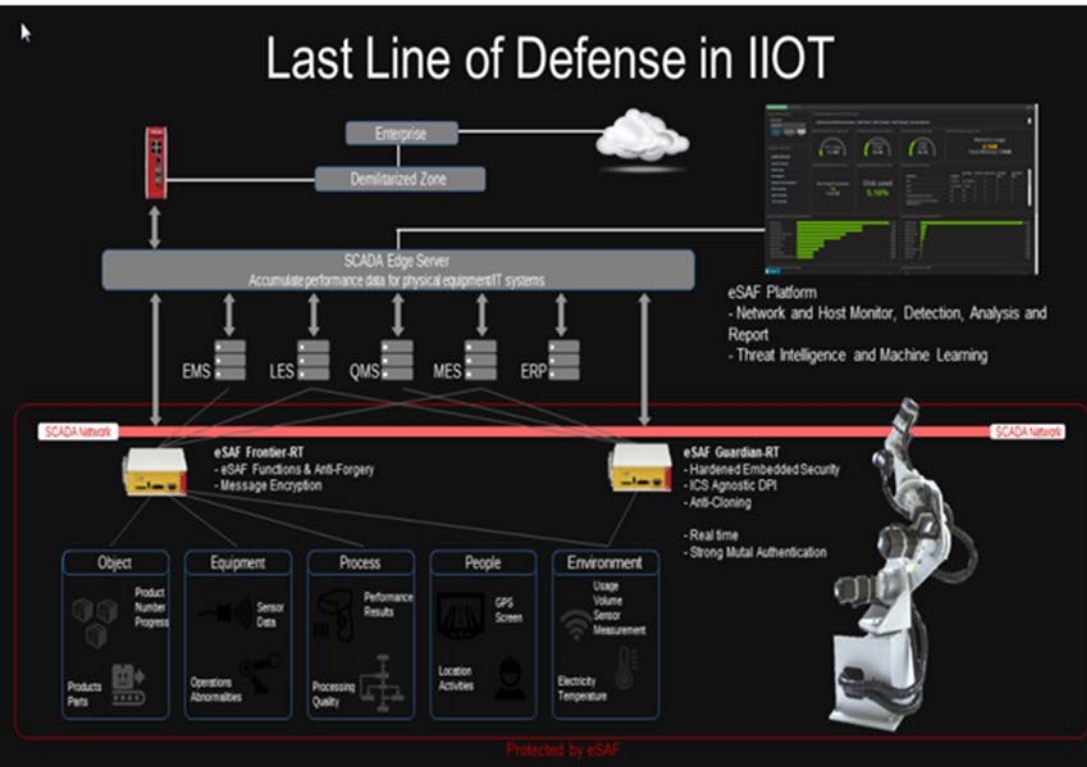 Last Line of Defense in IIOT
Enterprise
Demilitarized Zone
SCADA Edge Server
Accumulate performance data for physical equipment/IT systems
Disk used
5.16%
eSAF Platform
- Network and Host Monitor, Detection, Analysis and
Report
- Threat Intelligence and Machine Learning
EMS
LES
QMS
MES
ERP
SCADA Network
SCADA Network
eSAF Frontier-RT
- eSAF Functions & Anti-Forgery
- Message Encryption
eSAF Guardian-RT
- Hardened Embedded Security
- ICS Agnostic DPI
- Anti-Cloning
- Real time
- Strong Mutal Authentication
Object
Product
Number
Progress
Products
Parts
Equipment
Sensor
Data
Operations
Abnormalities
Process
Performance
Results
Processing
Quality
People
GPS
Screen
Location
Activities
Environment
Usage
Volume
Sensor
Measurement
Electricity
Temperature
Protected by eSAF